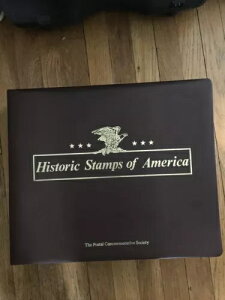 Historic Stamps of America
The Postal Commemorative Society